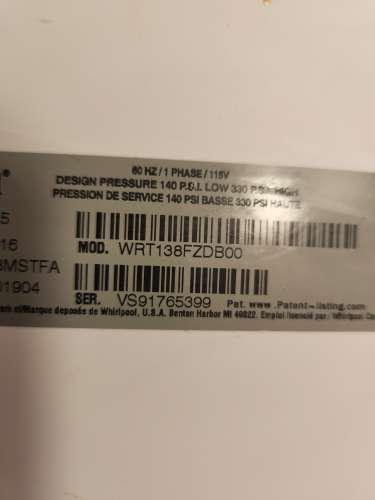 60 HZ / 1 PHASE / 115V
DESIGN PRESSURE 140 P.S.I. LOW 330 P.S.I. HIGH
PRESSION DE SERVICE 140 PSI BASSE 330 PSI HAUTE
5
16
MOD. WRT138FZDB00
MSTFA
1904
SER. VS91765399
Pat. www.Patent-listing.com
/Marque deposée de Whirlpool, U.S.A. Benton Harbor MI 49022. Emploi licencié par : Whirlpool